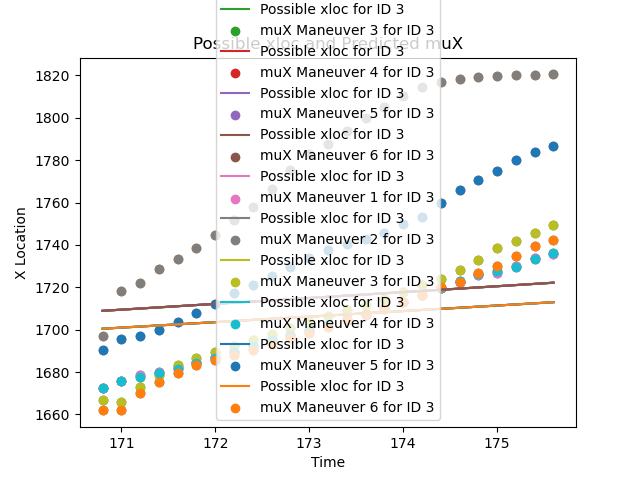 Possible xloc and Predicted muX
Possible xloc for ID 3
muX Maneuver 3 for ID 3
Possible xloc for ID 3
muX Maneuver 4 for ID 3
Possible xloc for ID 3
muX Maneuver 5 for ID 3
Possible xloc for ID 3
muX Maneuver 6 for ID 3
Possible xloc for ID 3
muX Maneuver 1 for ID 3
Possible xloc for ID 3
muX Maneuver 2 for ID 3
Possible xloc for ID 3
muX Maneuver 3 for ID 3
Possible xloc for ID 3
muX Maneuver 4 for ID 3
Possible xloc for ID 3
muX Maneuver 5 for ID 3
Possible xloc for ID 3
muX Maneuver 6 for ID 3
X Location
1820
1800
1780
1760
1740
1720
1700
1680
1660
171
172
173
174
175
Time